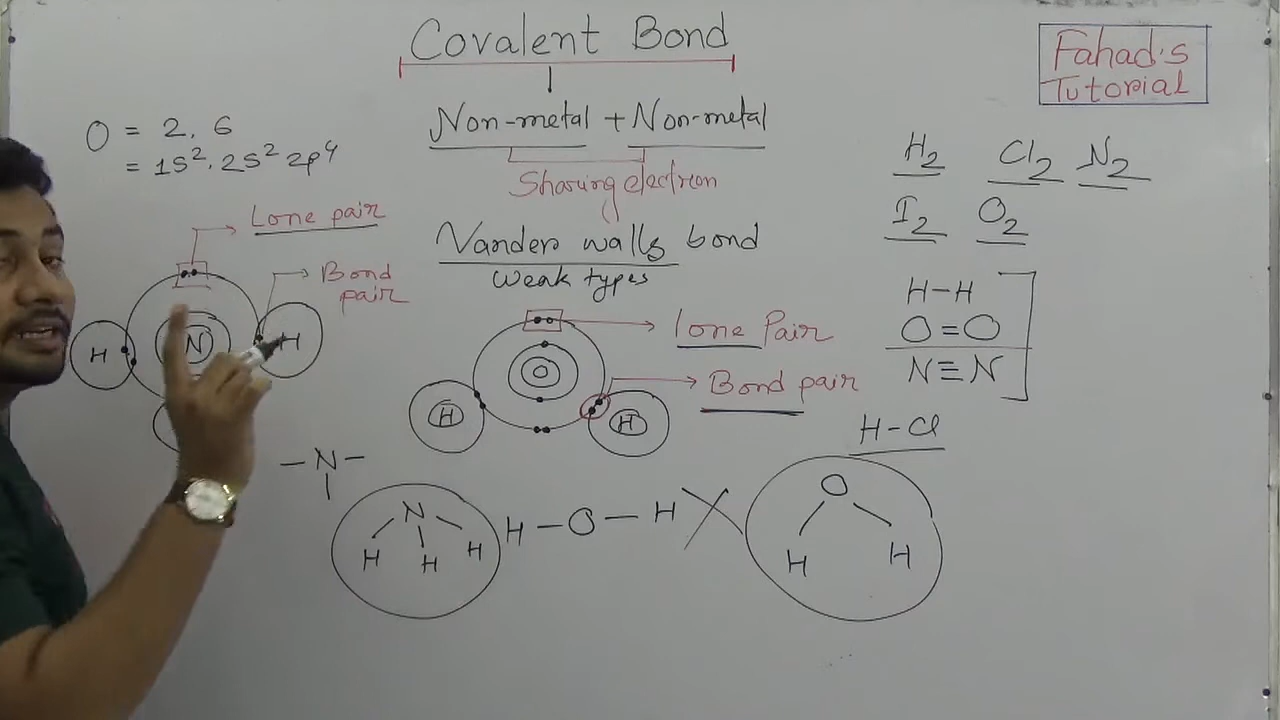 Covalent Bond
Non-metal + Non-metal
Sharing electron
Vander walls bond
weak types
Fahad's
Tutorial
O = 2, 6
= 1S². 2S² 2P⁴
Lone pair
Bond
pair
H
N
H
lone Pair
Bond pair
O
H
H
H₂ Cl₂ N₂
I₂ O₂
H-H
O=O
N≡N
H-Cl
-N-
N
H H H
H-O-H
O
H H